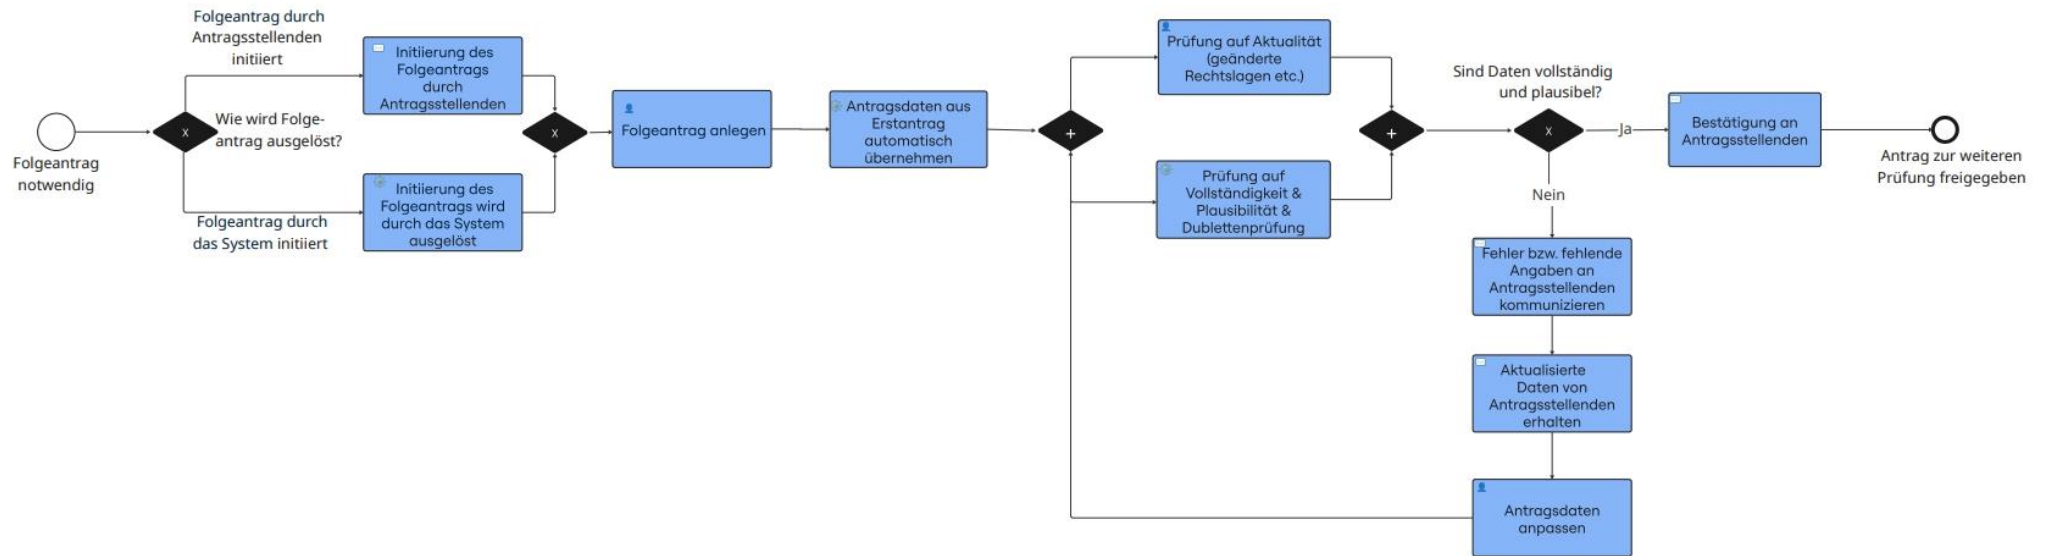 Folgeantrag durch
Antragsstellenden
initiiert
Initiierung des
Folgeantrags
durch
Antragsstellenden
Folgeantrag
notwendig
X
Wie wird Folge-
antrag ausgelöst?
Folgeantrag durch
das System initiiert
Initiierung des
Folgeantrags wird
durch das System
ausgelöst
X
Folgeantrag anlegen
Antragsdaten aus
Erstantrag
automatisch
übernehmen
+
Prüfung auf Aktualität
(geänderte
Rechtslagen etc.)
Prüfung auf
Vollständigkeit &
Plausibilität &
Dublettenprüfung
+
Sind Daten vollständig
und plausibel?
X
Ja
Bestätigung an
Antragsstellenden
Antrag zur weiteren
Prüfung freigegeben
Nein
Fehler bzw. fehlende
Angaben an
Antragsstellenden
kommunizieren
Aktualisierte
Daten von
Antragsstellenden
erhalten
Antragsdaten
anpassen